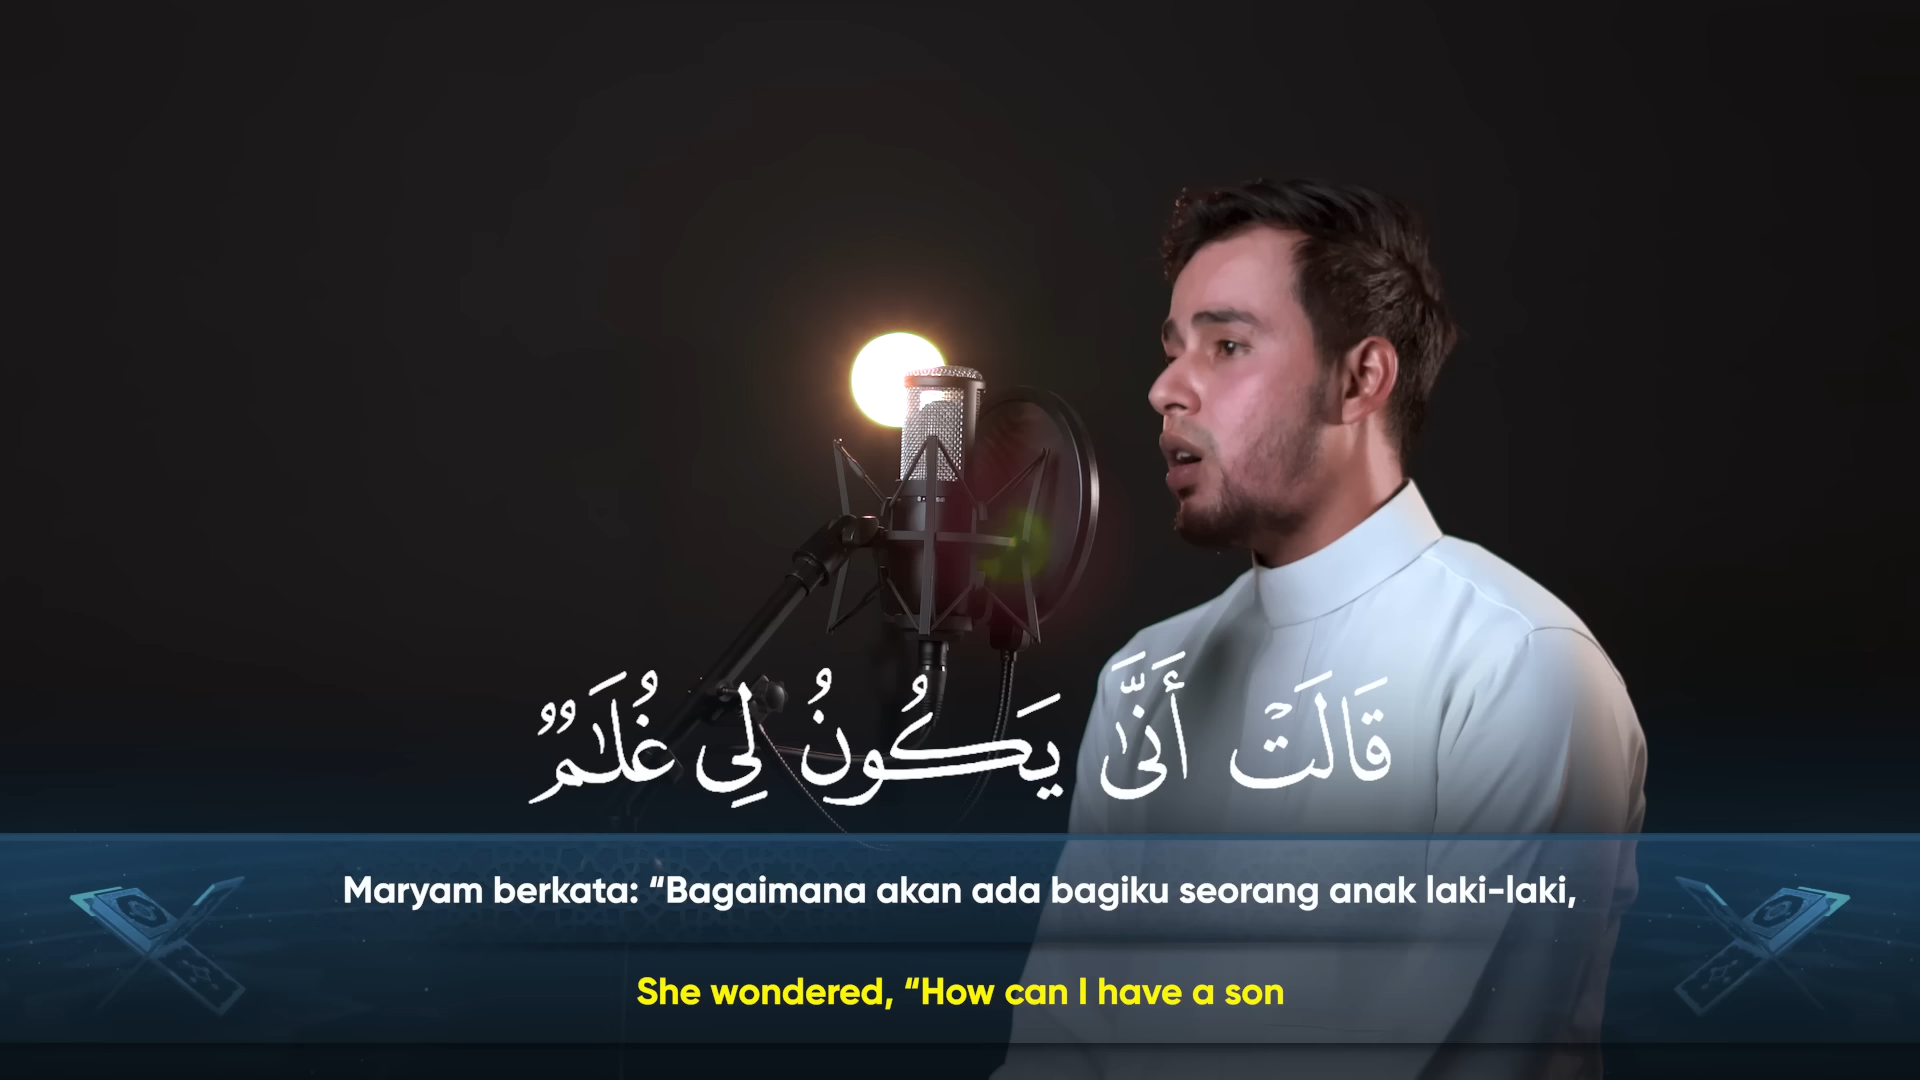 قَالَتْ أَنَّىٰ يَكُونُ لِي غُلَـٰمٌ
Maryam berkata: “Bagaimana akan ada bagiku seorang anak laki-laki,
She wondered, “How can I have a son